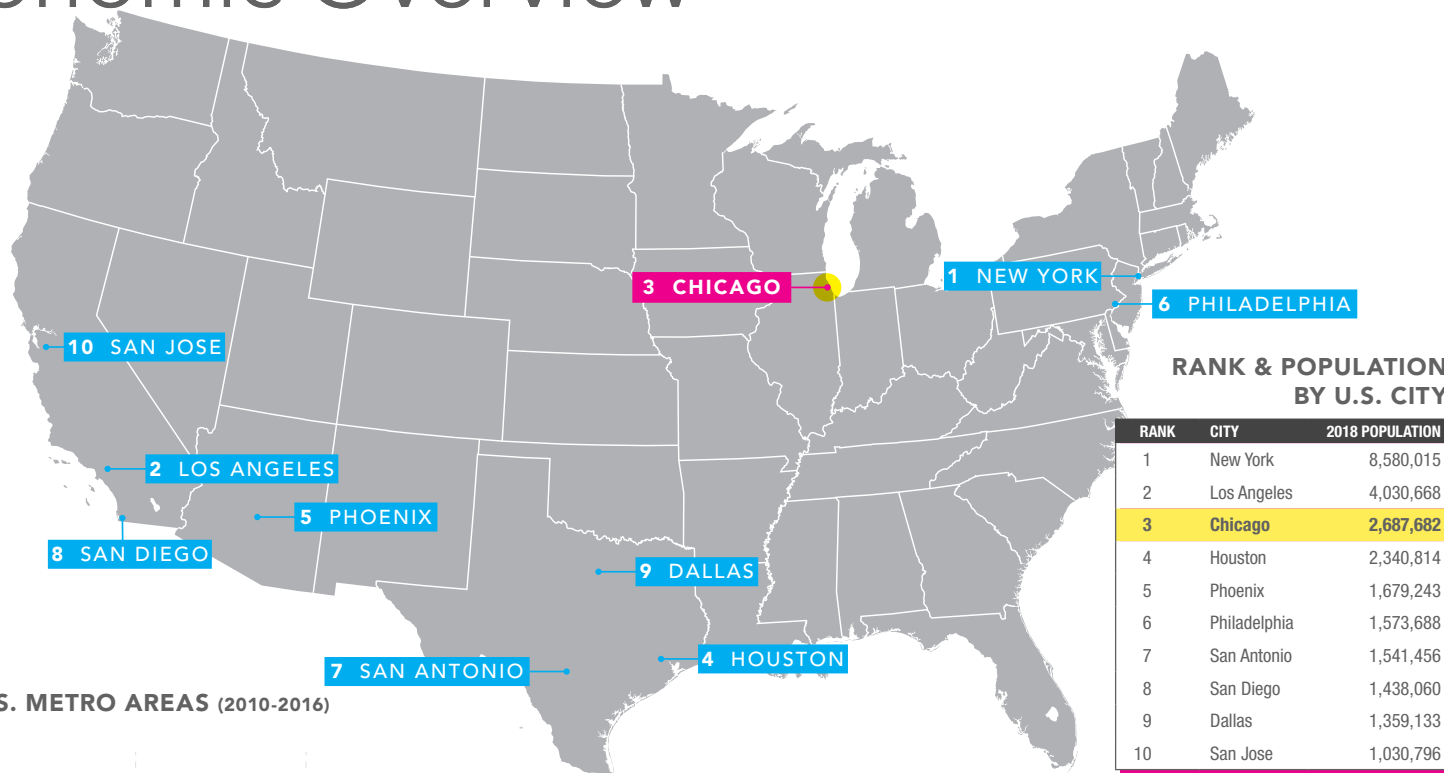 Overview
1 NEW YORK
3 CHICAGO
6 PHILADELPHIA
10 SAN JOSE
RANK & POPULATION
BY U.S. CITY
RANK CITY 2018 POPULATION
1 New York 8,580,015
2 Los Angeles 4,030,668
3 Chicago 2,687,682
4 Houston 2,340,814
5 Phoenix 1,679,243
6 Philadelphia 1,573,688
7 San Antonio 1,541,456
8 San Diego 1,438,060
9 Dallas 1,359,133
10 San Jose 1,030,796
2 LOS ANGELES
5 PHOENIX
8 SAN DIEGO
9 DALLAS
4 HOUSTON
7 SAN ANTONIO
S. METRO AREAS (2010-2016)